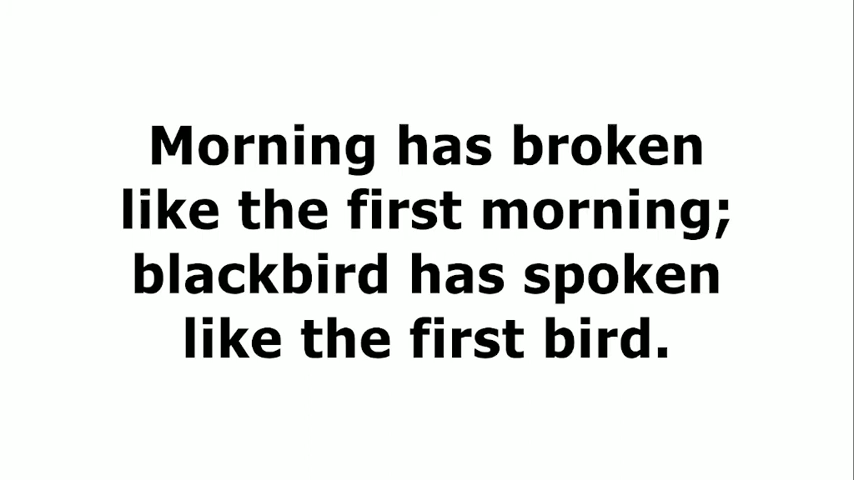 Morning has broken
like the first morning;
blackbird has spoken
like the first bird.